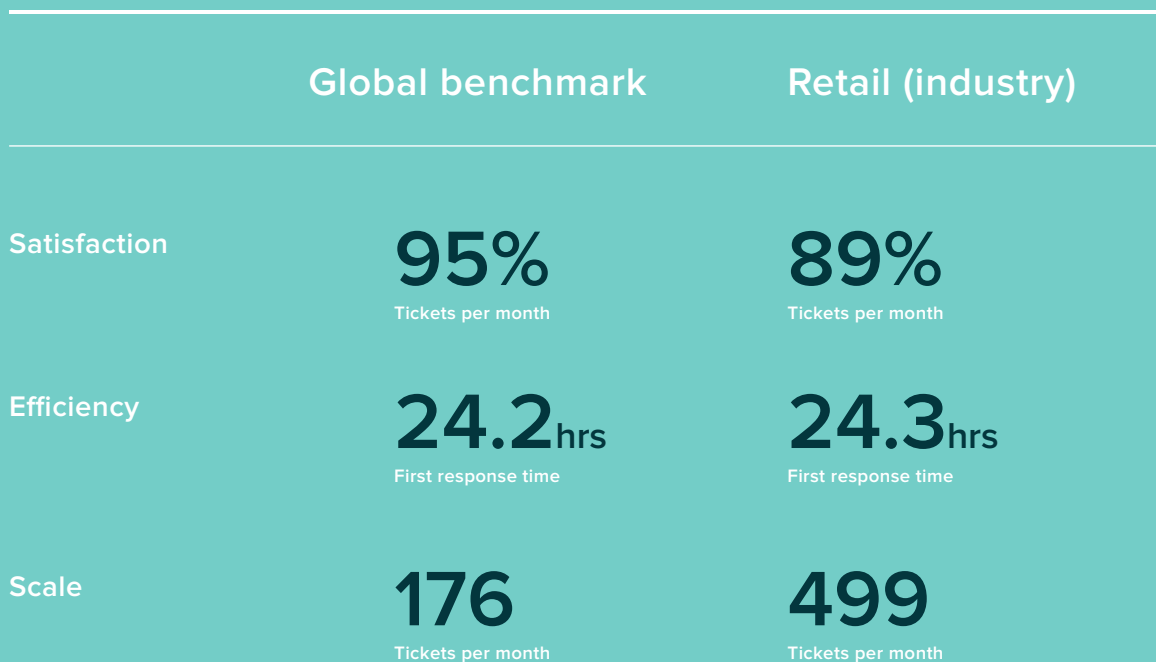 Global benchmark Retail (industry)
Satisfaction 95% 89%
Tickets per month Tickets per month
Efficiency 24.2hrs 24.3hrs
First response time First response time
Scale 176 499
Tickets per month Tickets per month